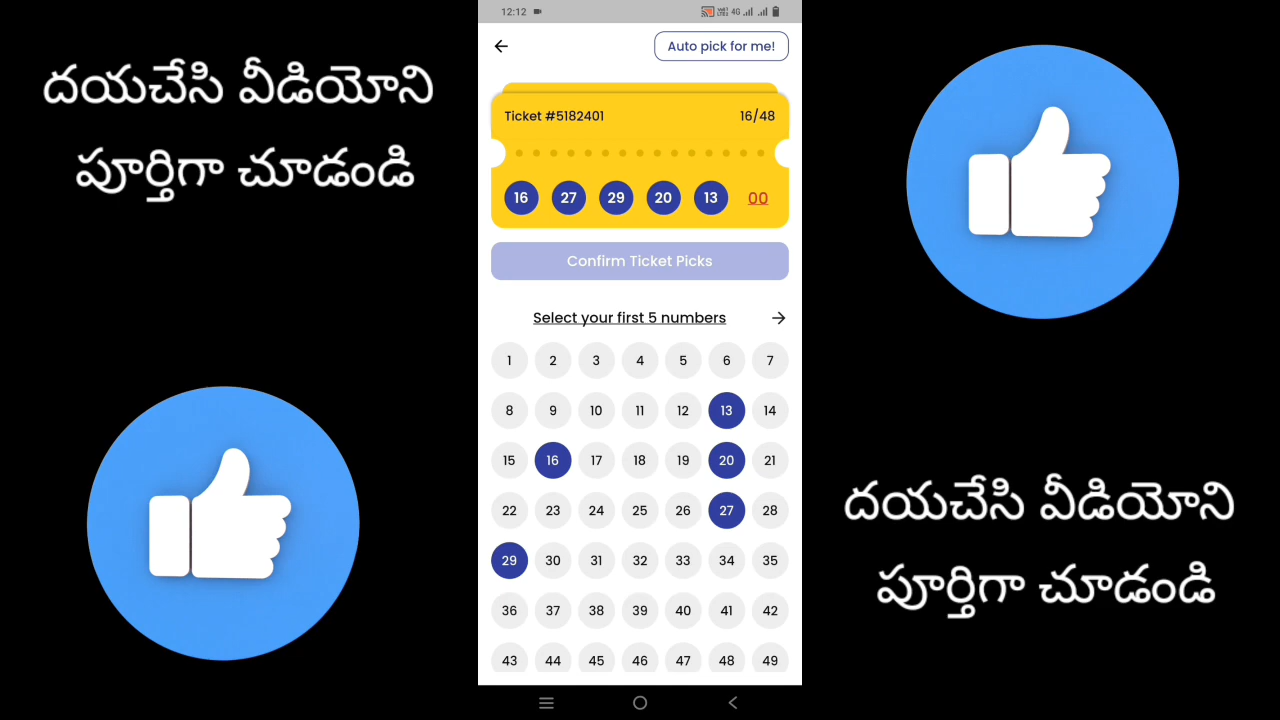 దయచేసి వీడియోని
పూర్తిగా చూడండి
12:12 4G
Auto pick for me!
Ticket #5182401 16/48
16 27 29 20 13 00
Confirm Ticket Picks
Select your first 5 numbers
1 2 3 4 5 6 7
8 9 10 11 12 13 14
15 16 17 18 19 20 21
22 23 24 25 26 27 28
29 30 31 32 33 34 35
36 37 38 39 40 41 42
43 44 45 46 47 48 49
దయచేసి వీడియోని
పూర్తిగా చూడండి